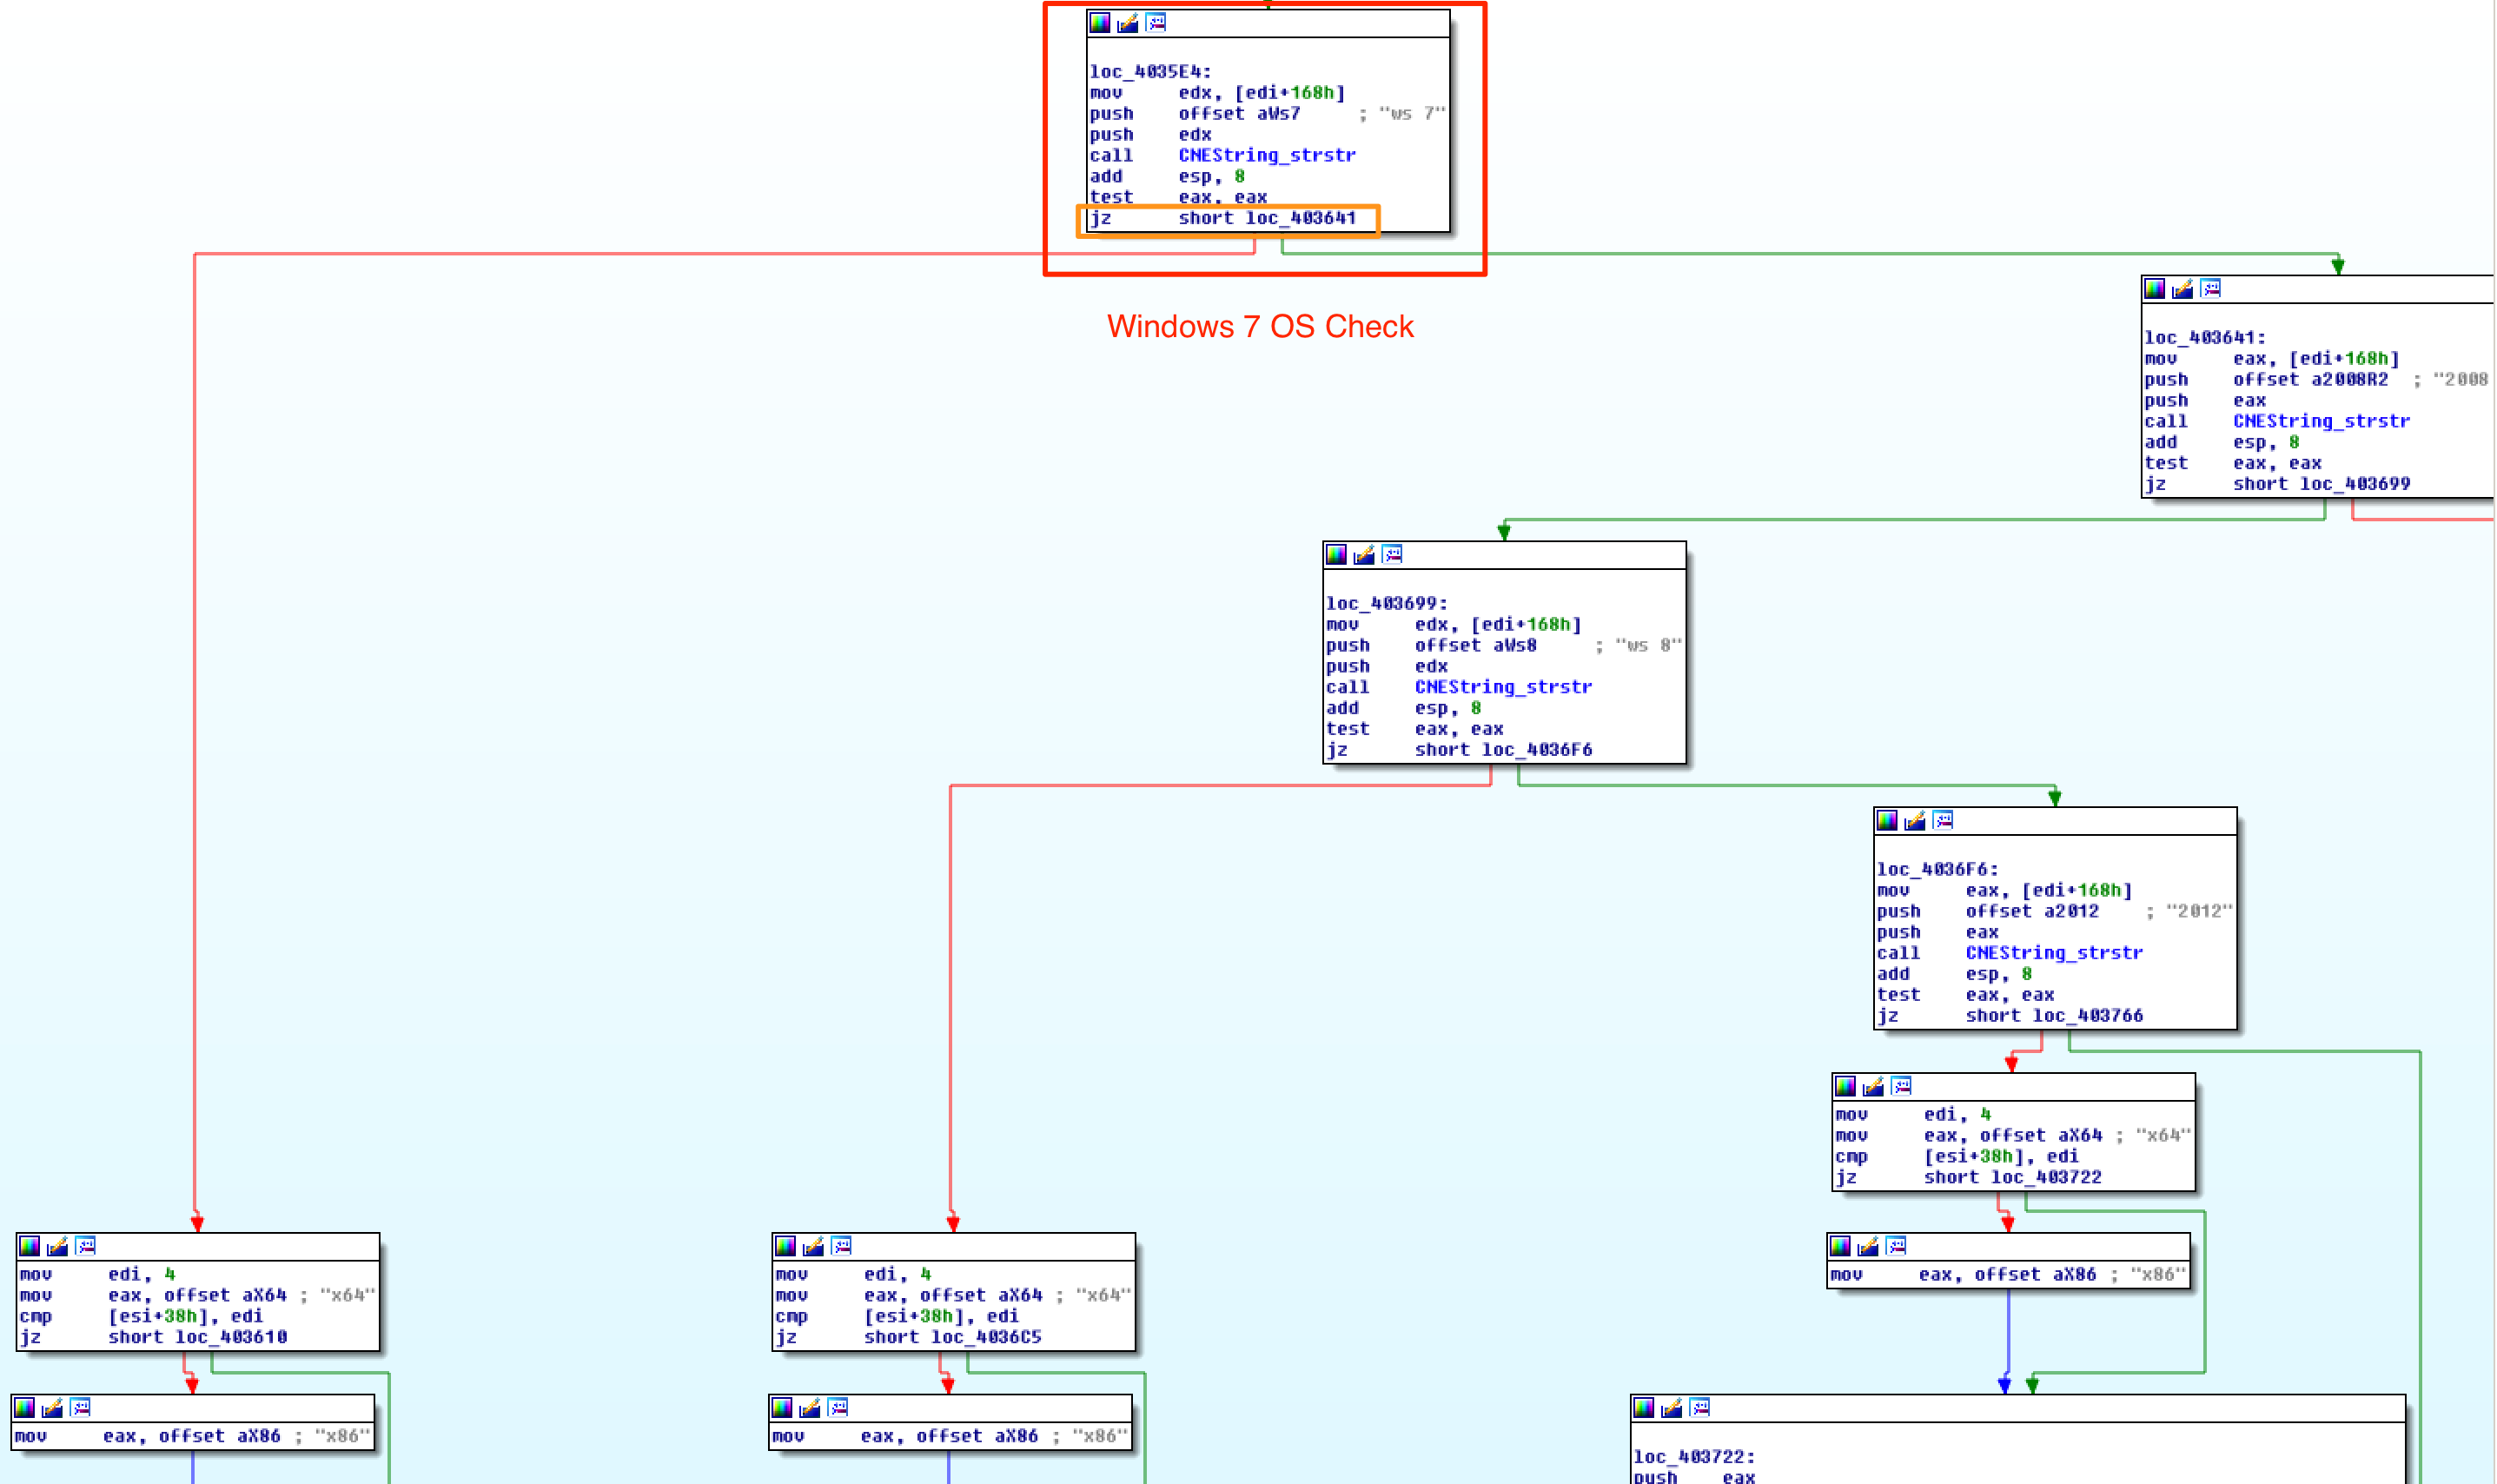 loc_4035E4:
mov edx, [edi+168h]
push offset aWs7 ; "ws 7"
push edx
call CNEString_strstr
add esp, 8
test eax, eax
jz short loc_403641
Windows 7 OS Check
loc_403641:
mov eax, [edi+168h]
push offset a2008R2 ; "2008
push eax
call CNEString_strstr
add esp, 8
test eax, eax
jz short loc_403699
loc_403699:
mov edx, [edi+168h]
push offset aWs8 ; "ws 8"
push edx
call CNEString_strstr
add esp, 8
test eax, eax
jz short loc_4036F6
loc_4036F6:
mov eax, [edi+168h]
push offset a2012 ; "2012"
push eax
call CNEString_strstr
add esp, 8
test eax, eax
jz short loc_403766
mov edi, 4
mov eax, offset aX64 ; "x64"
cmp [esi+38h], edi
jz short loc_403722
mov edi, 4
mov eax, offset aX64 ; "x64"
cmp [esi+38h], edi
jz short loc_403610
mov edi, 4
mov eax, offset aX64 ; "x64"
cmp [esi+38h], edi
jz short loc_4036C5
mov eax, offset aX86 ; "x86"
mov eax, offset aX86 ; "x86"
mov eax, offset aX86 ; "x86"
loc_403722:
push eax